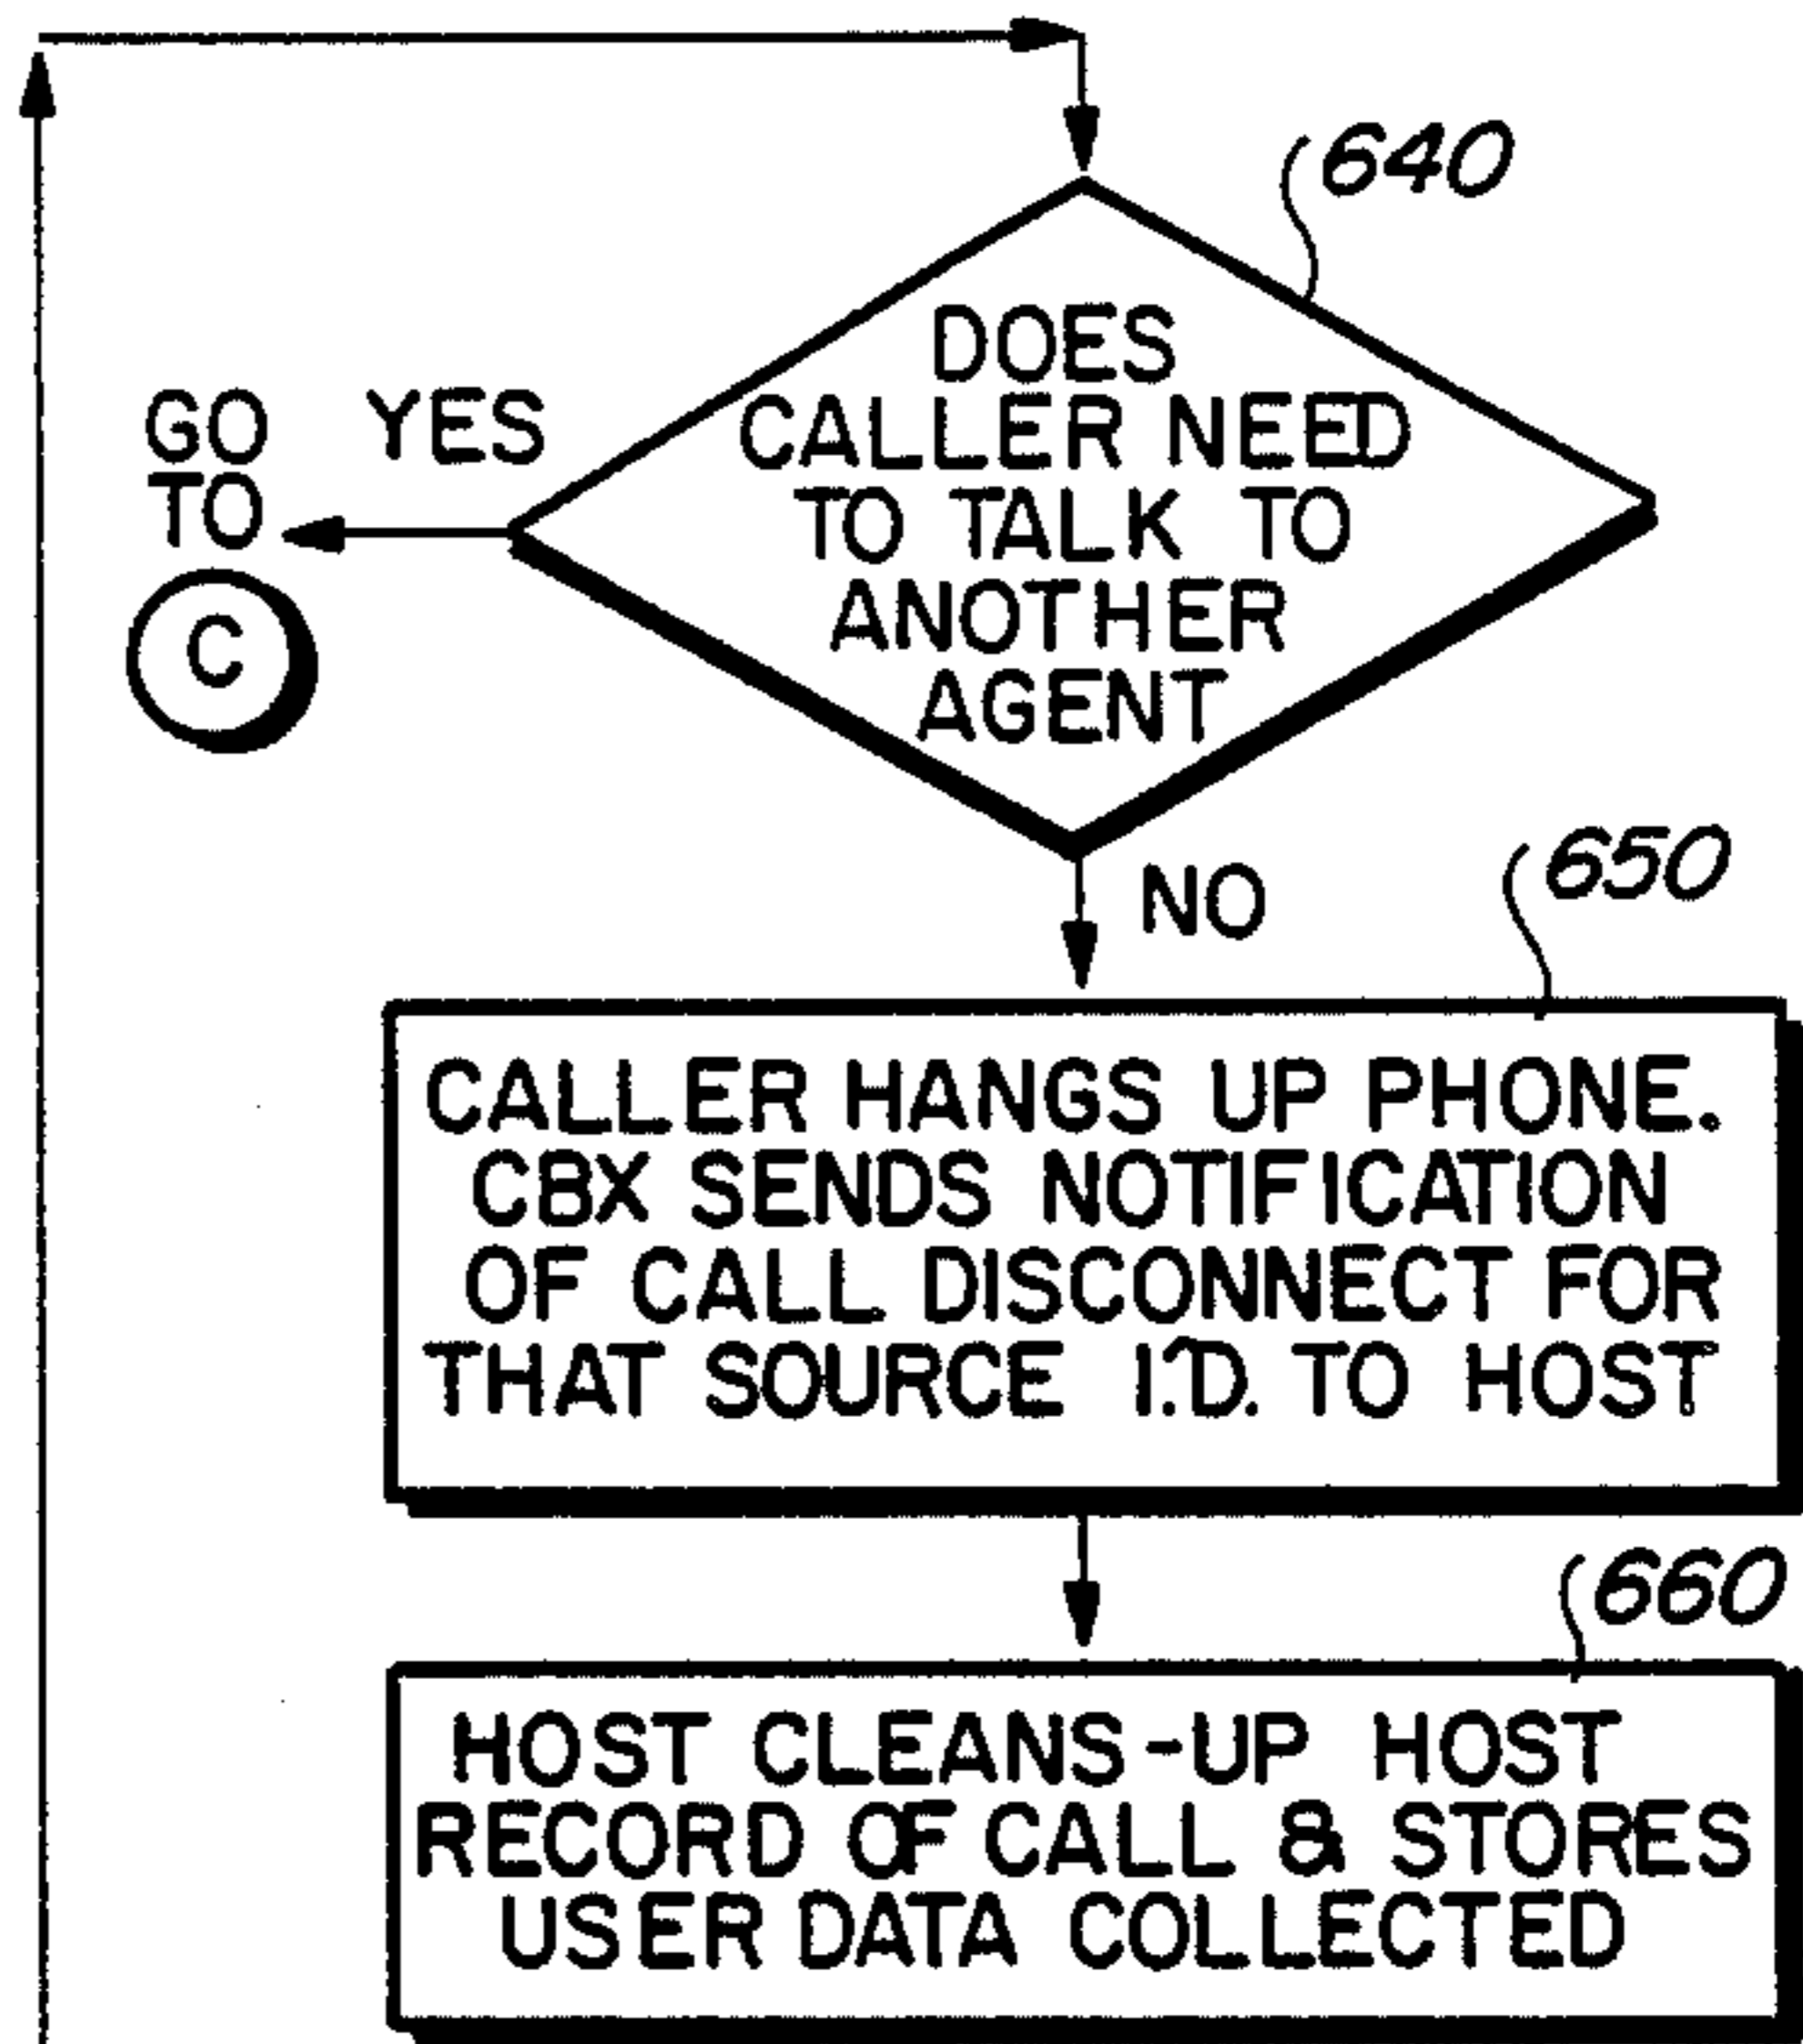 640
DOES
CALLER NEED
TO TALK TO
ANOTHER
AGENT
GO YES
TO
C
NO
650
CALLER HANGS UP PHONE.
CBX SENDS NOTIFICATION
OF CALL DISCONNECT FOR
THAT SOURCE I.D. TO HOST
660
HOST CLEANS-UP HOST
RECORD OF CALL & STORES
USER DATA COLLECTED